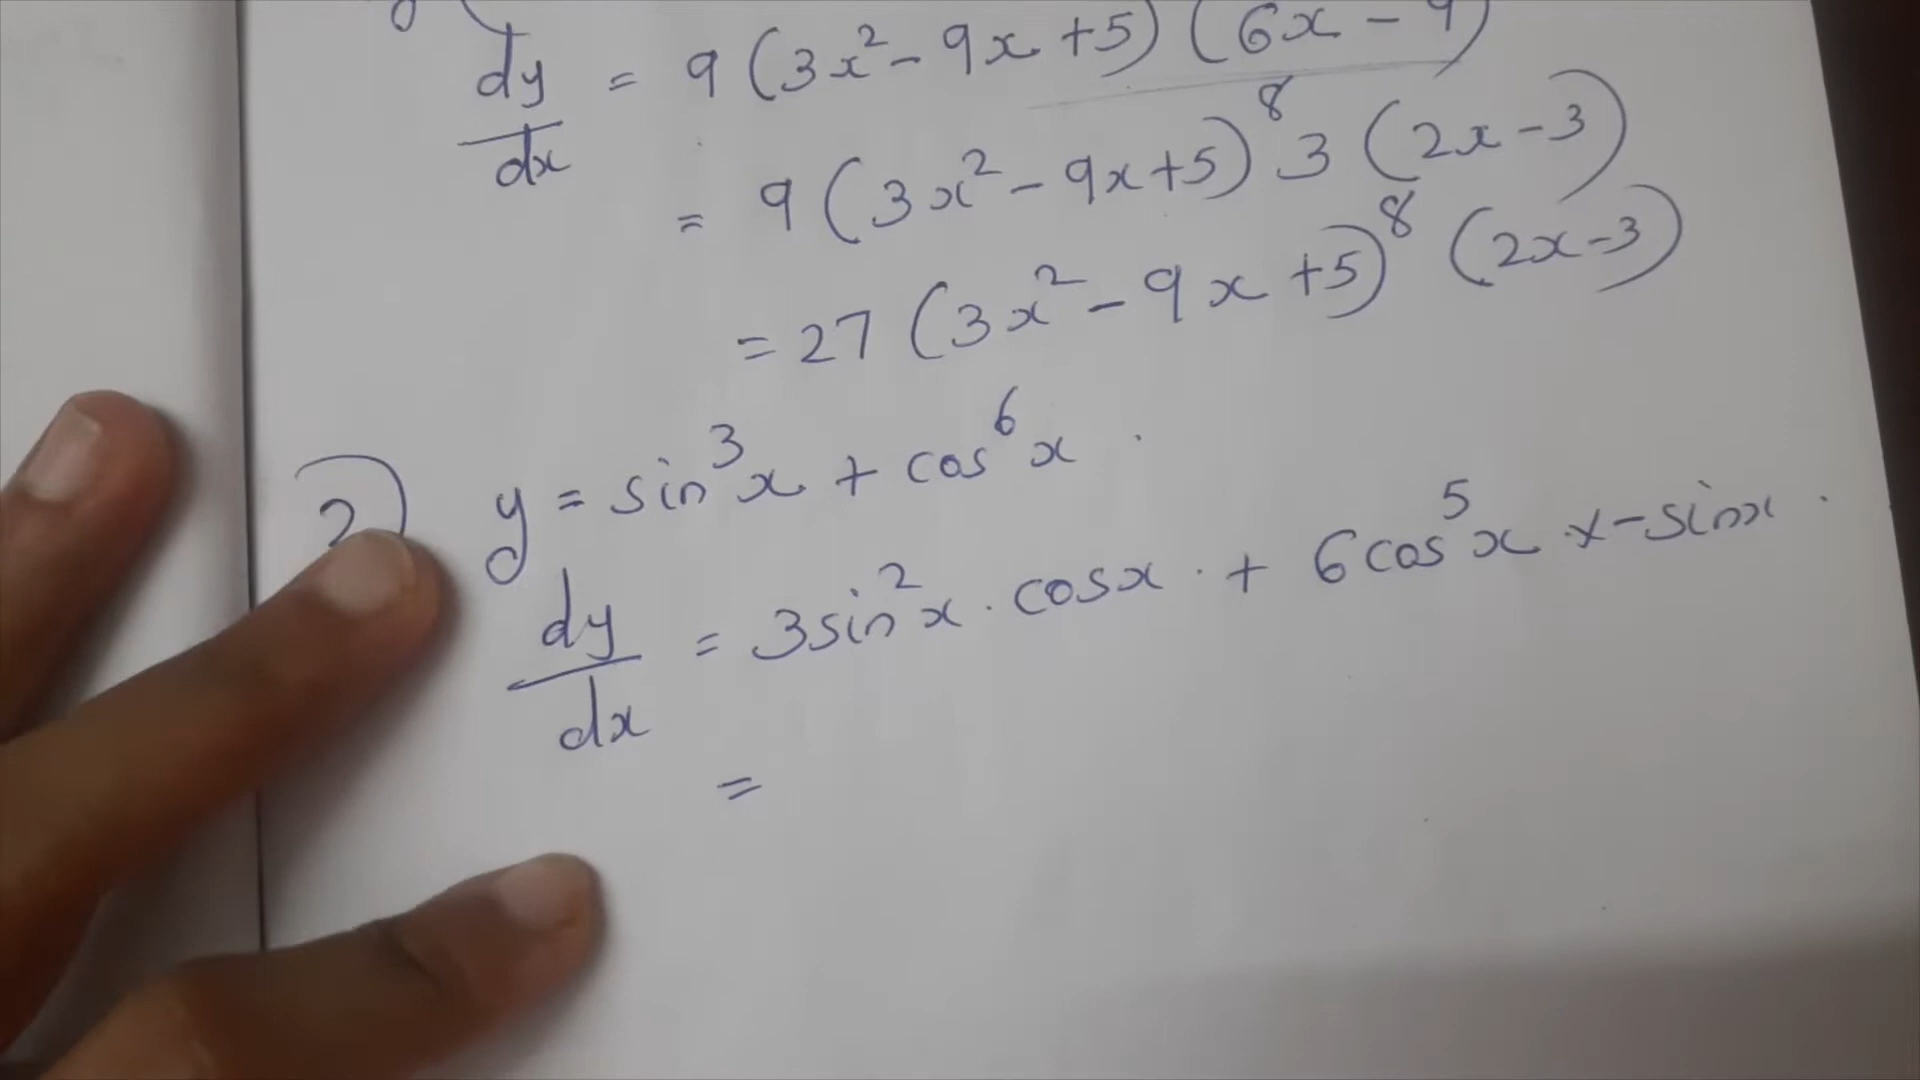 dy/dx = 9 (3x² - 9x + 5) (6x - 9)
= 9 (3x² - 9x + 5)⁸ 3 (2x - 3)
= 27 (3x² - 9x + 5)⁸ (2x - 3)
2) y = sin³x + cos⁶x .
dy/dx = 3sin²x . cosx . + 6cos⁵x . x - sinx .
=